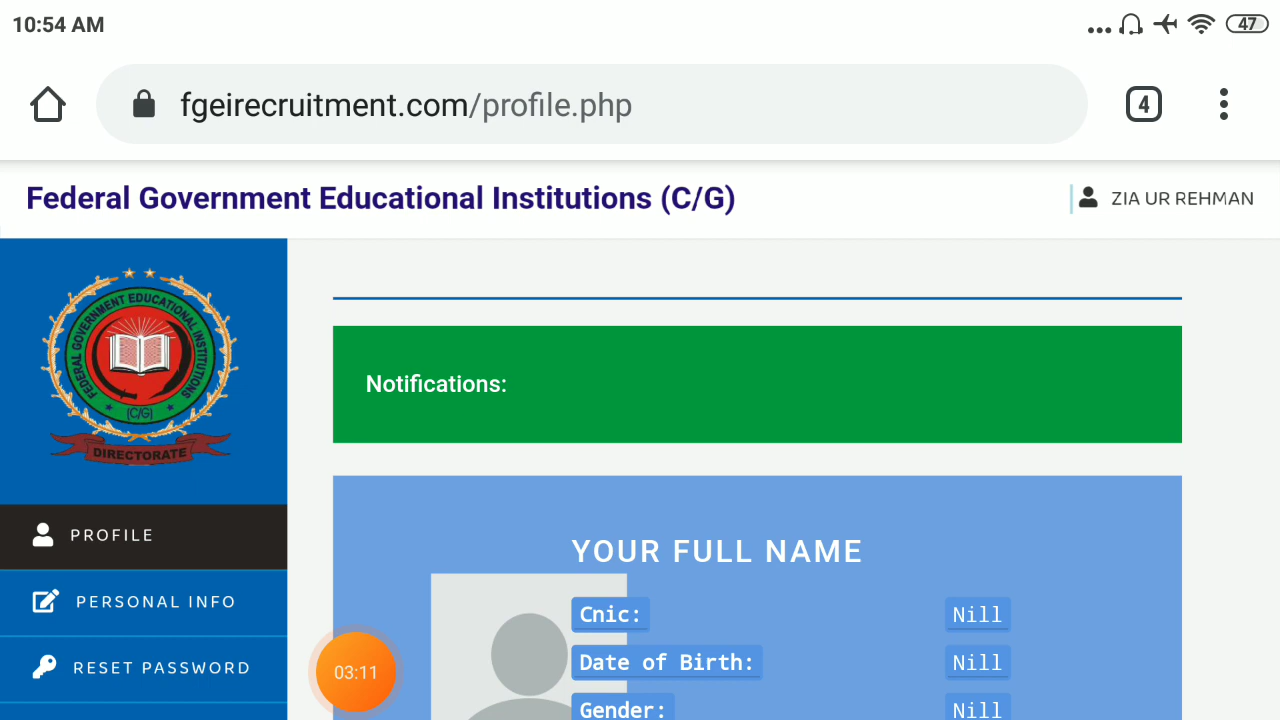 10:54 AM
47
fgeirecruitment.com/profile.php
4
Federal Government Educational Institutions (C/G)
ZIA UR REHMAN
FEDERAL GOVERNMENT EDUCATIONAL INSTITUTIONS
(C/G)
DIRECTORATE
Notifications:
PROFILE
PERSONAL INFO
RESET PASSWORD
YOUR FULL NAME
Cnic: Nill
Date of Birth: Nill
Gender: Nill
03:11